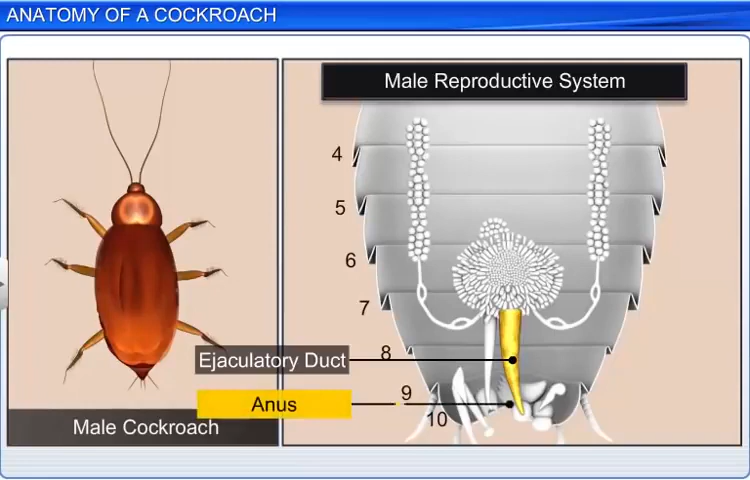 ANATOMY OF A COCKROACH
Male Reproductive System
4
5
6
7
8
Ejaculatory Duct
9
Anus
10
Male Cockroach